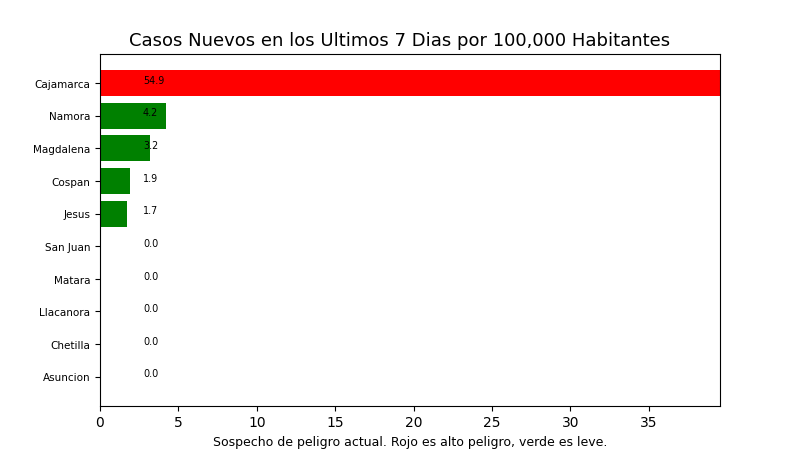 Casos Nuevos en los Ultimos 7 Dias por 100,000 Habitantes
Cajamarca 54.9
Namora 4.2
Magdalena 3.2
Cospan 1.9
Jesus 1.7
San Juan 0.0
Matara 0.0
Llacanora 0.0
Chetilla 0.0
Asuncion 0.0
0 5 10 15 20 25 30 35
Sospecho de peligro actual. Rojo es alto peligro, verde es leve.